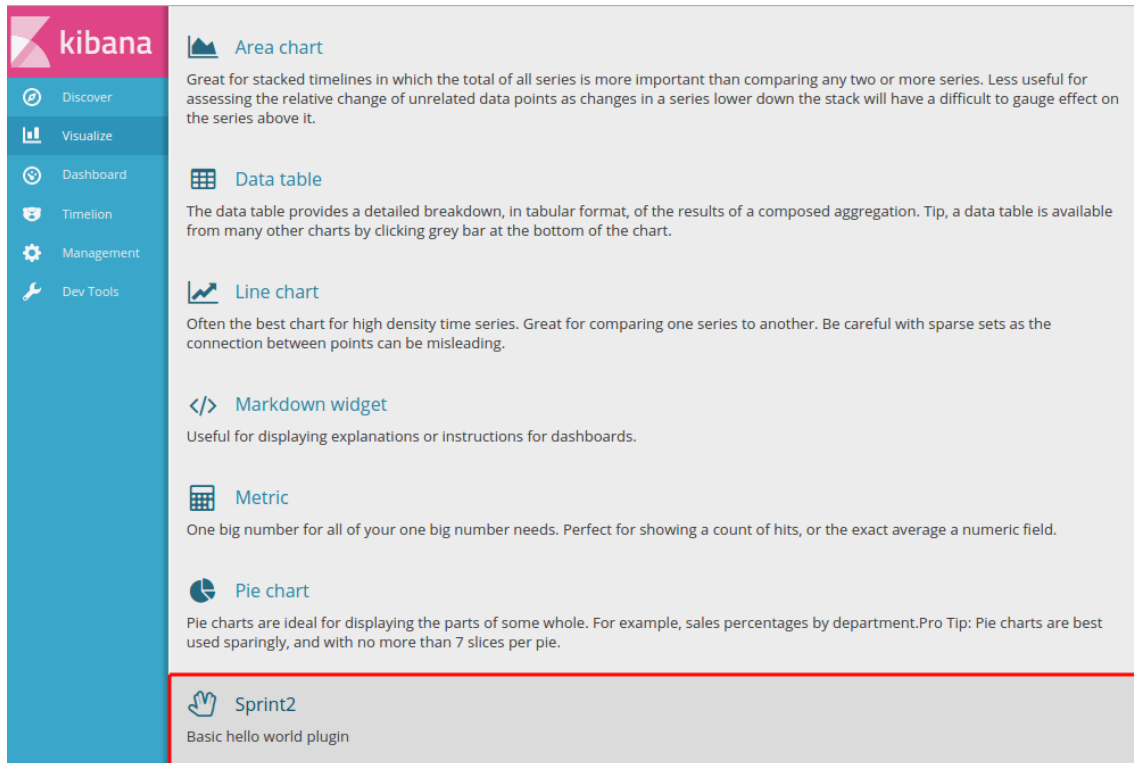 kibana
Discover
Visualize
Dashboard
Timelion
Management
Dev Tools
Area chart
Great for stacked timelines in which the total of all series is more important than comparing any two or more series. Less useful for
assessing the relative change of unrelated data points as changes in a series lower down the stack will have a difficult to gauge effect on
the series above it.
Data table
The data table provides a detailed breakdown, in tabular format, of the results of a composed aggregation. Tip, a data table is available
from many other charts by clicking grey bar at the bottom of the chart.
Line chart
Often the best chart for high density time series. Great for comparing one series to another. Be careful with sparse sets as the
connection between points can be misleading.
Markdown widget
Useful for displaying explanations or instructions for dashboards.
Metric
One big number for all of your one big number needs. Perfect for showing a count of hits, or the exact average a numeric field.
Pie chart
Pie charts are ideal for displaying the parts of some whole. For example, sales percentages by department.Pro Tip: Pie charts are best
used sparingly, and with no more than 7 slices per pie.
Sprint2
Basic hello world plugin